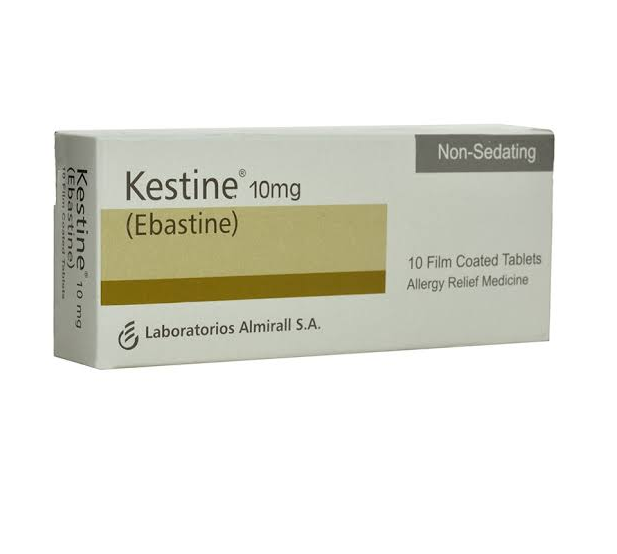 Non-Sedating
Kestine® 10mg
(Ebastine)
10 Film Coated Tablets
Allergy Relief Medicine
Laboratorios Almirall S.A.
Kestine® 10 mg
(Ebastine)
10 Film Coated Tablets